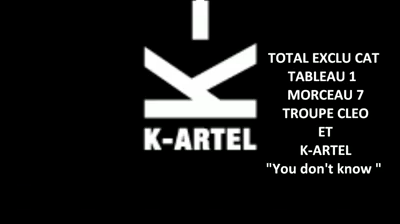 K-ARTEL
TOTAL EXCLU CAT
TABLEAU 1
MORCEAU 7
TROUPE CLEO
ET
K-ARTEL
"You don't know "